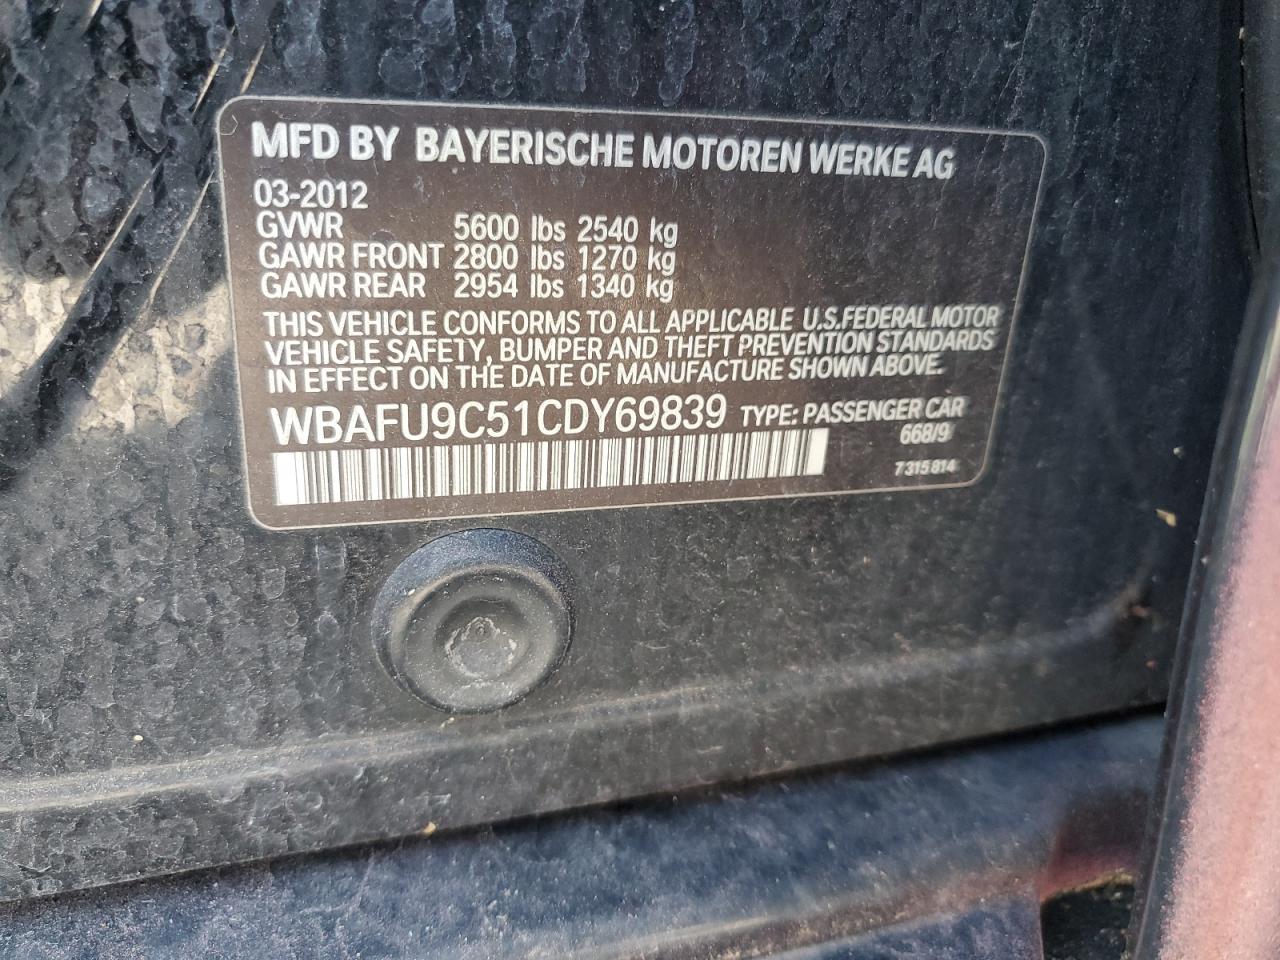 MFD BY BAYERISCHE MOTOREN WERKE AG
03-2012
GVWR 5600 lbs 2540 kg
GAWR FRONT 2800 lbs 1270 kg
GAWR REAR 2954 lbs 1340 kg
THIS VEHICLE CONFORMS TO ALL APPLICABLE U.S.FEDERAL MOTOR
VEHICLE SAFETY, BUMPER AND THEFT PREVENTION STANDARDS
IN EFFECT ON THE DATE OF MANUFACTURE SHOWN ABOVE.
WBAFU9C51CDY69839 TYPE: PASSENGER CAR
668/9
7 315 814